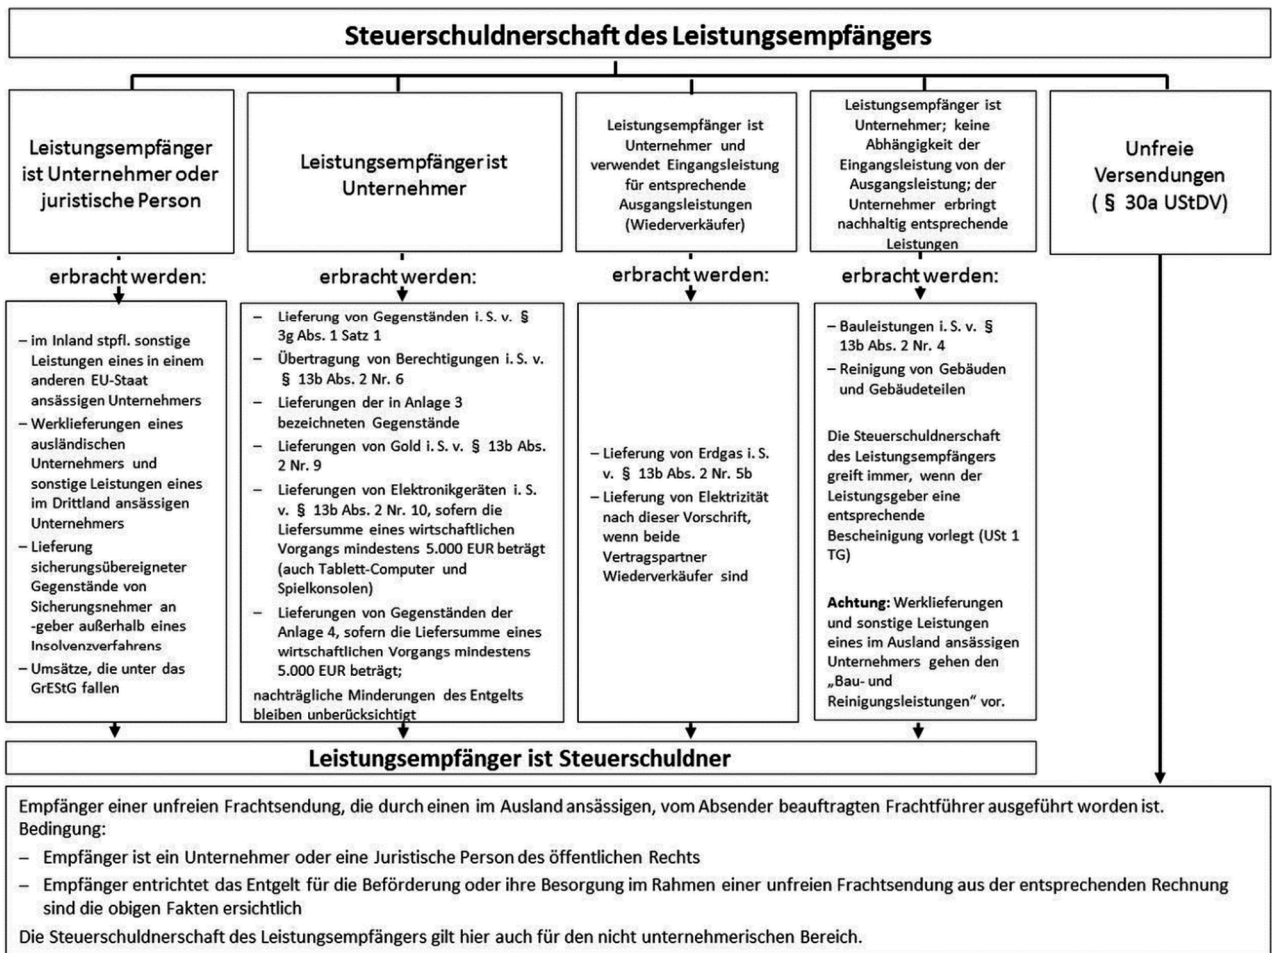 Steuerschuldnerschaft des Leistungsempfängers
Leistungsempfänger
ist Unternehmer oder
juristische Person
Leistungsempfänger ist
Unternehmer
Leistungsempfänger ist
Unternehmer und
verwendet Eingangsleistung
für entsprechende
Ausgangsleistungen
(Wiederverkäufer)
Leistungsempfänger ist
Unternehmer; keine
Abhängigkeit der
Eingangsleistung von der
Ausgangsleistung; der
Unternehmer erbringt
nachhaltig entsprechende
Leistungen
Unfreie
Versendungen
( § 30a UStDV)
erbracht werden:
erbracht werden:
erbracht werden:
erbracht werden:
– im Inland stpfl. sonstige
Leistungen eines in einem
anderen EU-Staat
ansässigen Unternehmers
– Werklieferungen eines
ausländischen
Unternehmers und
sonstige Leistungen eines
im Drittland ansässigen
Unternehmers
– Lieferung
sicherungsübereigneter
Gegenstände von
Sicherungsnehmer an
-geber außerhalb eines
Insolvenzverfahrens
– Umsätze, die unter das
GrEStG fallen
– Lieferung von Gegenständen i. S. v. §
3g Abs. 1 Satz 1
– Übertragung von Berechtigungen i. S. v.
§ 13b Abs. 2 Nr. 6
– Lieferungen der in Anlage 3
bezeichneten Gegenstände
– Lieferungen von Gold i. S. v. § 13b Abs.
2 Nr. 9
– Lieferungen von Elektronikgeräten i. S.
v. § 13b Abs. 2 Nr. 10, sofern die
Liefersumme eines wirtschaftlichen
Vorgangs mindestens 5.000 EUR beträgt
(auch Tablett-Computer und
Spielkonsolen)
– Lieferungen von Gegenständen der
Anlage 4, sofern die Liefersumme eines
wirtschaftlichen Vorgangs mindestens
5.000 EUR beträgt;
nachträgliche Minderungen des Entgelts
bleiben unberücksichtigt
– Lieferung von Erdgas i. S.
v. § 13b Abs. 2 Nr. 5b
– Lieferung von Elektrizität
nach dieser Vorschrift,
wenn beide
Vertragspartner
Wiederverkäufer sind
– Bauleistungen i. S. v. §
13b Abs. 2 Nr. 4
– Reinigung von Gebäuden
und Gebäudeteilen
Die Steuerschuldnerschaft
des Leistungsempfängers
greift immer, wenn der
Leistungsgeber eine
entsprechende
Bescheinigung vorlegt (USt 1
TG)
Achtung: Werklieferungen
und sonstige Leistungen
eines im Ausland ansässigen
Unternehmers gehen den
„Bau- und
Reinigungsleistungen“ vor.
Leistungsempfänger ist Steuerschuldner
Empfänger einer unfreien Frachtsendung, die durch einen im Ausland ansässigen, vom Absender beauftragten Frachtführer ausgeführt worden ist.
Bedingung:
– Empfänger ist ein Unternehmer oder eine Juristische Person des öffentlichen Rechts
– Empfänger entrichtet das Entgelt für die Beförderung oder ihre Besorgung im Rahmen einer unfreien Frachtsendung aus der entsprechenden Rechnung
sind die obigen Fakten ersichtlich
Die Steuerschuldnerschaft des Leistungsempfängers gilt hier auch für den nicht unternehmerischen Bereich.